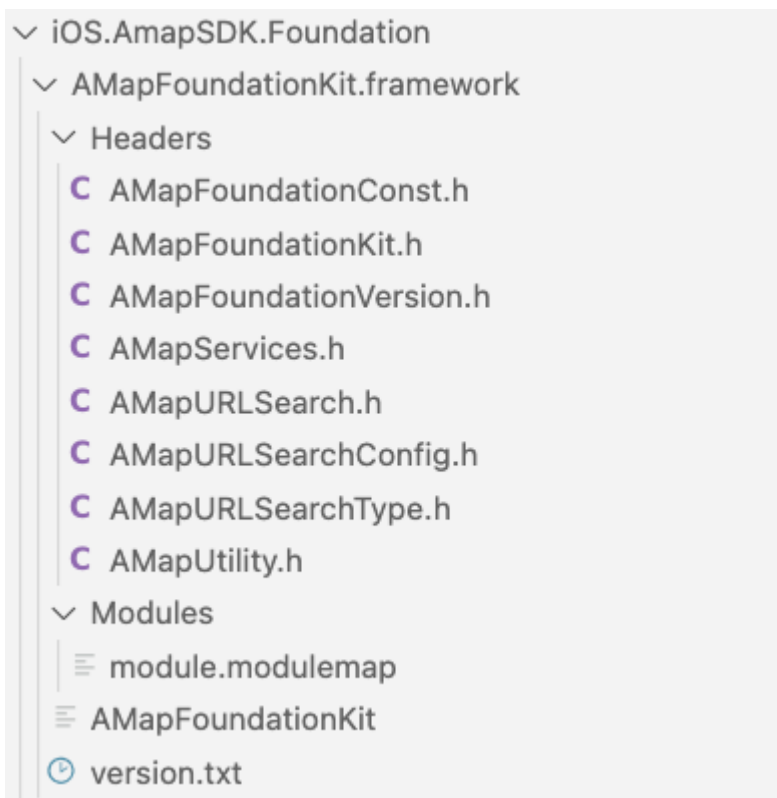 iOS.AmapSDK.Foundation
AMapFoundationKit.framework
Headers
C AMapFoundationConst.h
C AMapFoundationKit.h
C AMapFoundationVersion.h
C AMapServices.h
C AMapURLSearch.h
C AMapURLSearchConfig.h
C AMapURLSearchType.h
C AMapUtility.h
Modules
module.modulemap
AMapFoundationKit
version.txt